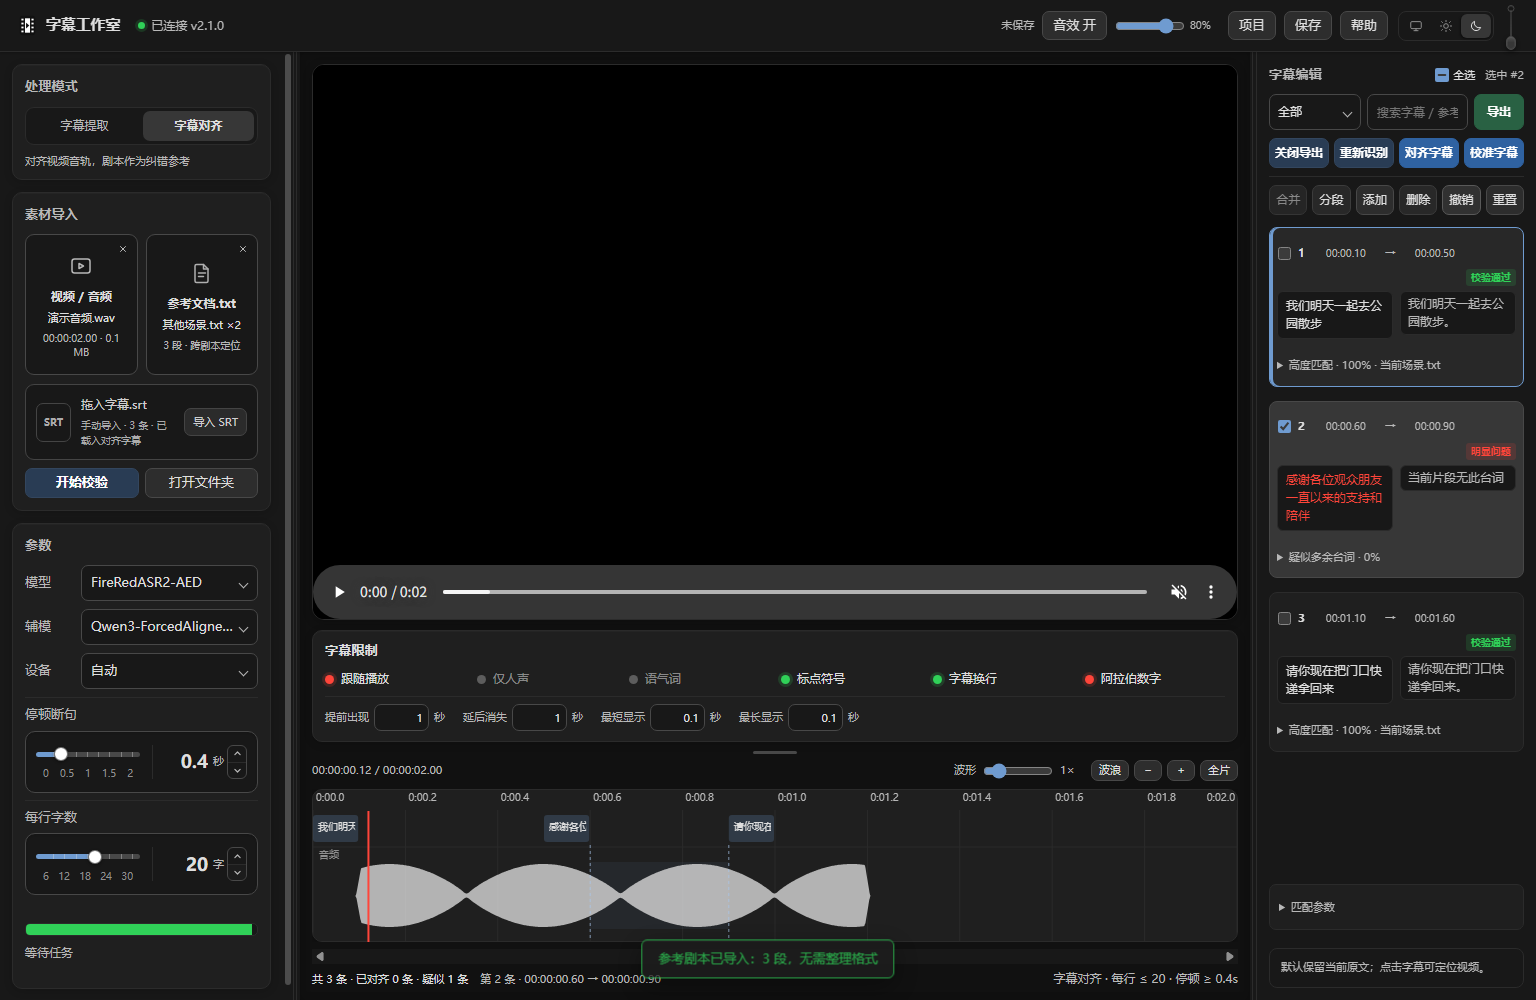 字幕工作室
已连接 v2.1.0
未保存
音效 开
80%
项目
保存
帮助
处理模式
字幕提取
字幕对齐
对齐视频音轨，剧本作为纠错参考
素材导入
×
视频 / 音频
演示音频.wav
00:00:02.00 · 0.1
MB
×
参考文档.txt
其他场景.txt ×2
3 段 · 跨剧本定位
SRT
拖入字幕.srt
手动导入 · 3 条 · 已
载入对齐字幕
导入 SRT
开始校验
打开文件夹
参数
模型
FireRedASR2-AED
辅模
Qwen3-ForcedAligne...
设备
自动
停顿断句
0 0.5 1 1.5 2
0.4 秒
每行字数
6 12 18 24 30
20 字
等待任务
0:00 / 0:02
字幕限制
跟随播放
仅人声
语气词
标点符号
字幕换行
阿拉伯数字
提前出现 1 秒
延后消失 1 秒
最短显示 0.1 秒
最长显示 0.1 秒
00:00:00.12 / 00:00:02.00
波形
1×
波浪
−
+
全片
0:00.0 0:00.2 0:00.4 0:00.6 0:00.8 0:01.0 0:01.2 0:01.4 0:01.6 0:01.8 0:02.0
我们明天
感谢各位
请你现在
音频
参考剧本已导入：3 段，无需整理格式
共 3 条 · 已对齐 0 条 · 疑似 1 条 第 2 条 · 00:00:00.60 → 00:00:00.90
字幕对齐 · 每行 ≤ 20 · 停顿 ≥ 0.4s
字幕编辑
全选
选中 #2
全部
搜索字幕 / 参考
导出
关闭导出
重新识别
对齐字幕
校准字幕
合并
分段
添加
删除
撤销
重置
1 00:00.10 → 00:00.50
校验通过
我们明天一起去公
园散步
我们明天一起去公
园散步。
高度匹配 · 100% · 当前场景.txt
2 00:00.60 → 00:00.90
明显问题
感谢各位观众朋友
一直以来的支持和
陪伴
当前片段无此台词
疑似多余台词 · 0%
3 00:01.10 → 00:01.60
校验通过
请你现在把门口快
递拿回来
请你现在把门口快
递拿回来。
高度匹配 · 100% · 当前场景.txt
匹配参数
默认保留当前原文；点击字幕可定位视频。